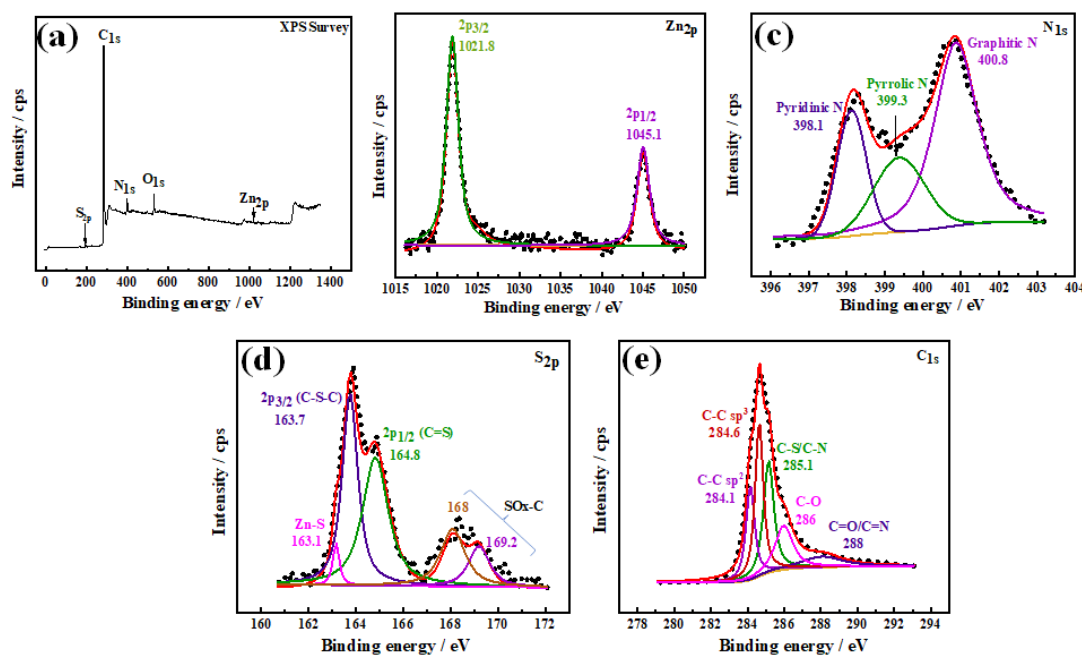 (a)
XPS Survey
C1s
N1s
O1s
S2p
Zn2p
Intensity / cps
0 200 400 600 800 1000 1200 1400
Binding energy / eV
Zn2p
2p3/2
1021.8
2p1/2
1045.1
Intensity / cps
1015 1020 1025 1030 1035 1040 1045 1050
Binding energy / eV
(c)
N1s
Graphitic N
400.8
Pyrrolic N
399.3
Pyridinic N
398.1
Intensity / cps
396 397 398 399 400 401 402 403 404
Binding energy / eV
(d)
S2p
2p3/2 (C-S-C)
163.7
2p1/2 (C=S)
164.8
Zn-S
163.1
168
SOx-C
169.2
Intensity / cps
160 162 164 166 168 170 172
Binding energy / eV
(e)
C1s
C-C sp3
284.6
C-S/C-N
285.1
C-C sp2
284.1
C-O
286
C=O/C=N
288
Intensity / cps
278 280 282 284 286 288 290 292 294
Binding energy / eV